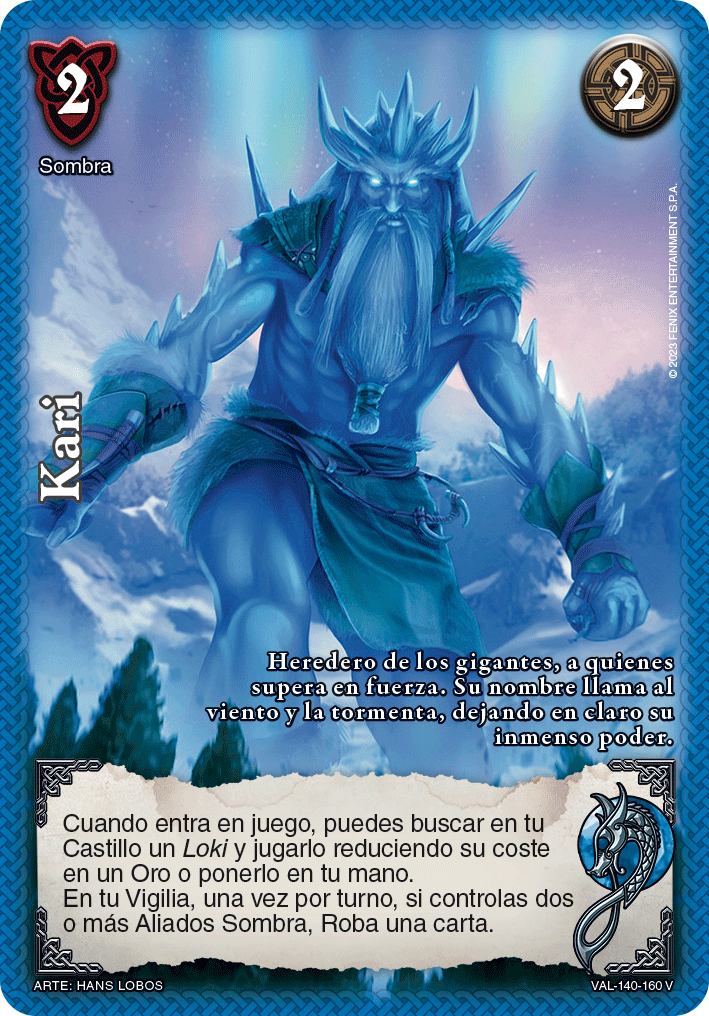 2
2
Sombra
© 2023 FENIX ENTERTAINMENT S.P.A.
Kari
Heredero de los gigantes, a quienes
supera en fuerza. Su nombre llama al
viento y la tormenta, dejando en claro su
inmenso poder.
Cuando entra en juego, puedes buscar en tu
Castillo un Loki y jugarlo reduciendo su coste
en un Oro o ponerlo en tu mano.
En tu Vigilia, una vez por turno, si controlas dos
o más Aliados Sombra, Roba una carta.
ARTE: HANS LOBOS
VAL-140-160 V